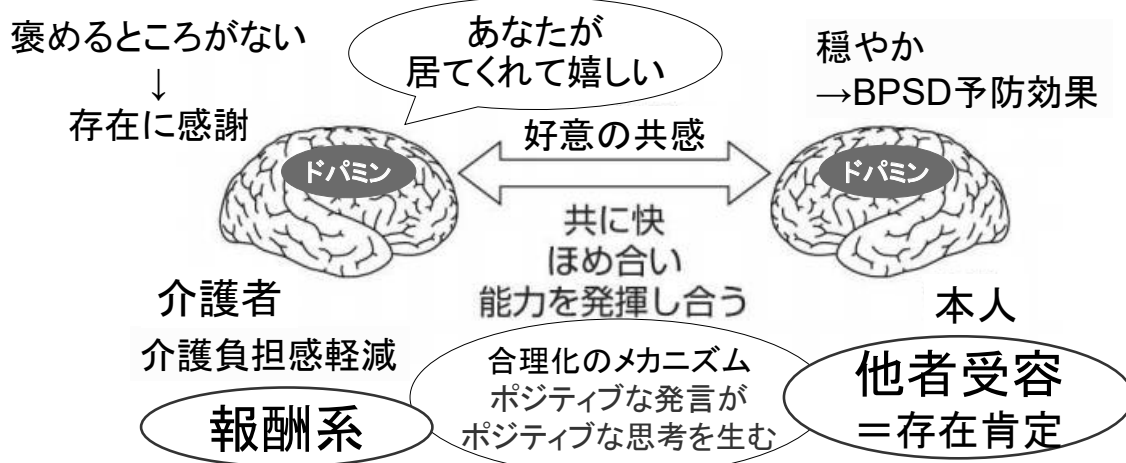 褒めるところがない
↓
存在に感謝
あなたが
居てくれて嬉しい
穏やか
→BPSD予防効果
好意の共感
ドパミン
ドパミン
共に快
ほめ合い
能力を発揮し合う
介護者
介護負担感軽減
報酬系
合理化のメカニズム
ポジティブな発言が
ポジティブな思考を生む
本人
他者受容
＝存在肯定